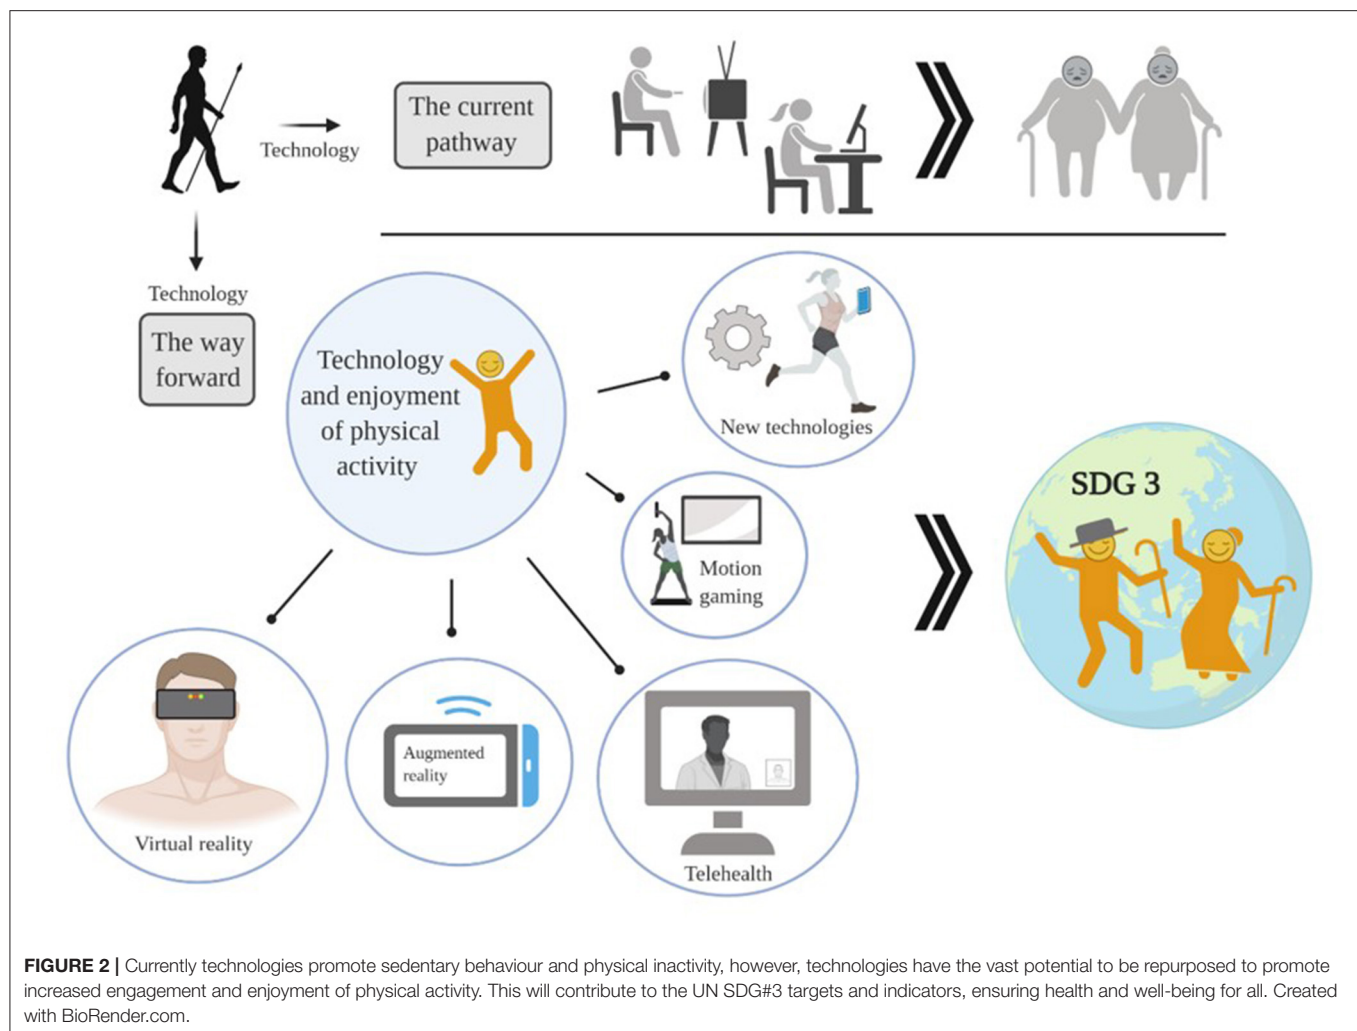 Technology
The current
pathway
Technology
The way
forward
Technology
and enjoyment
of physical
activity
New technologies
Motion
gaming
SDG 3
Virtual reality
Augmented
reality
Telehealth
FIGURE 2 | Currently technologies promote sedentary behaviour and physical inactivity, however, technologies have the vast potential to be repurposed to promote
increased engagement and enjoyment of physical activity. This will contribute to the UN SDG#3 targets and indicators, ensuring health and well-being for all. Created
with BioRender.com.